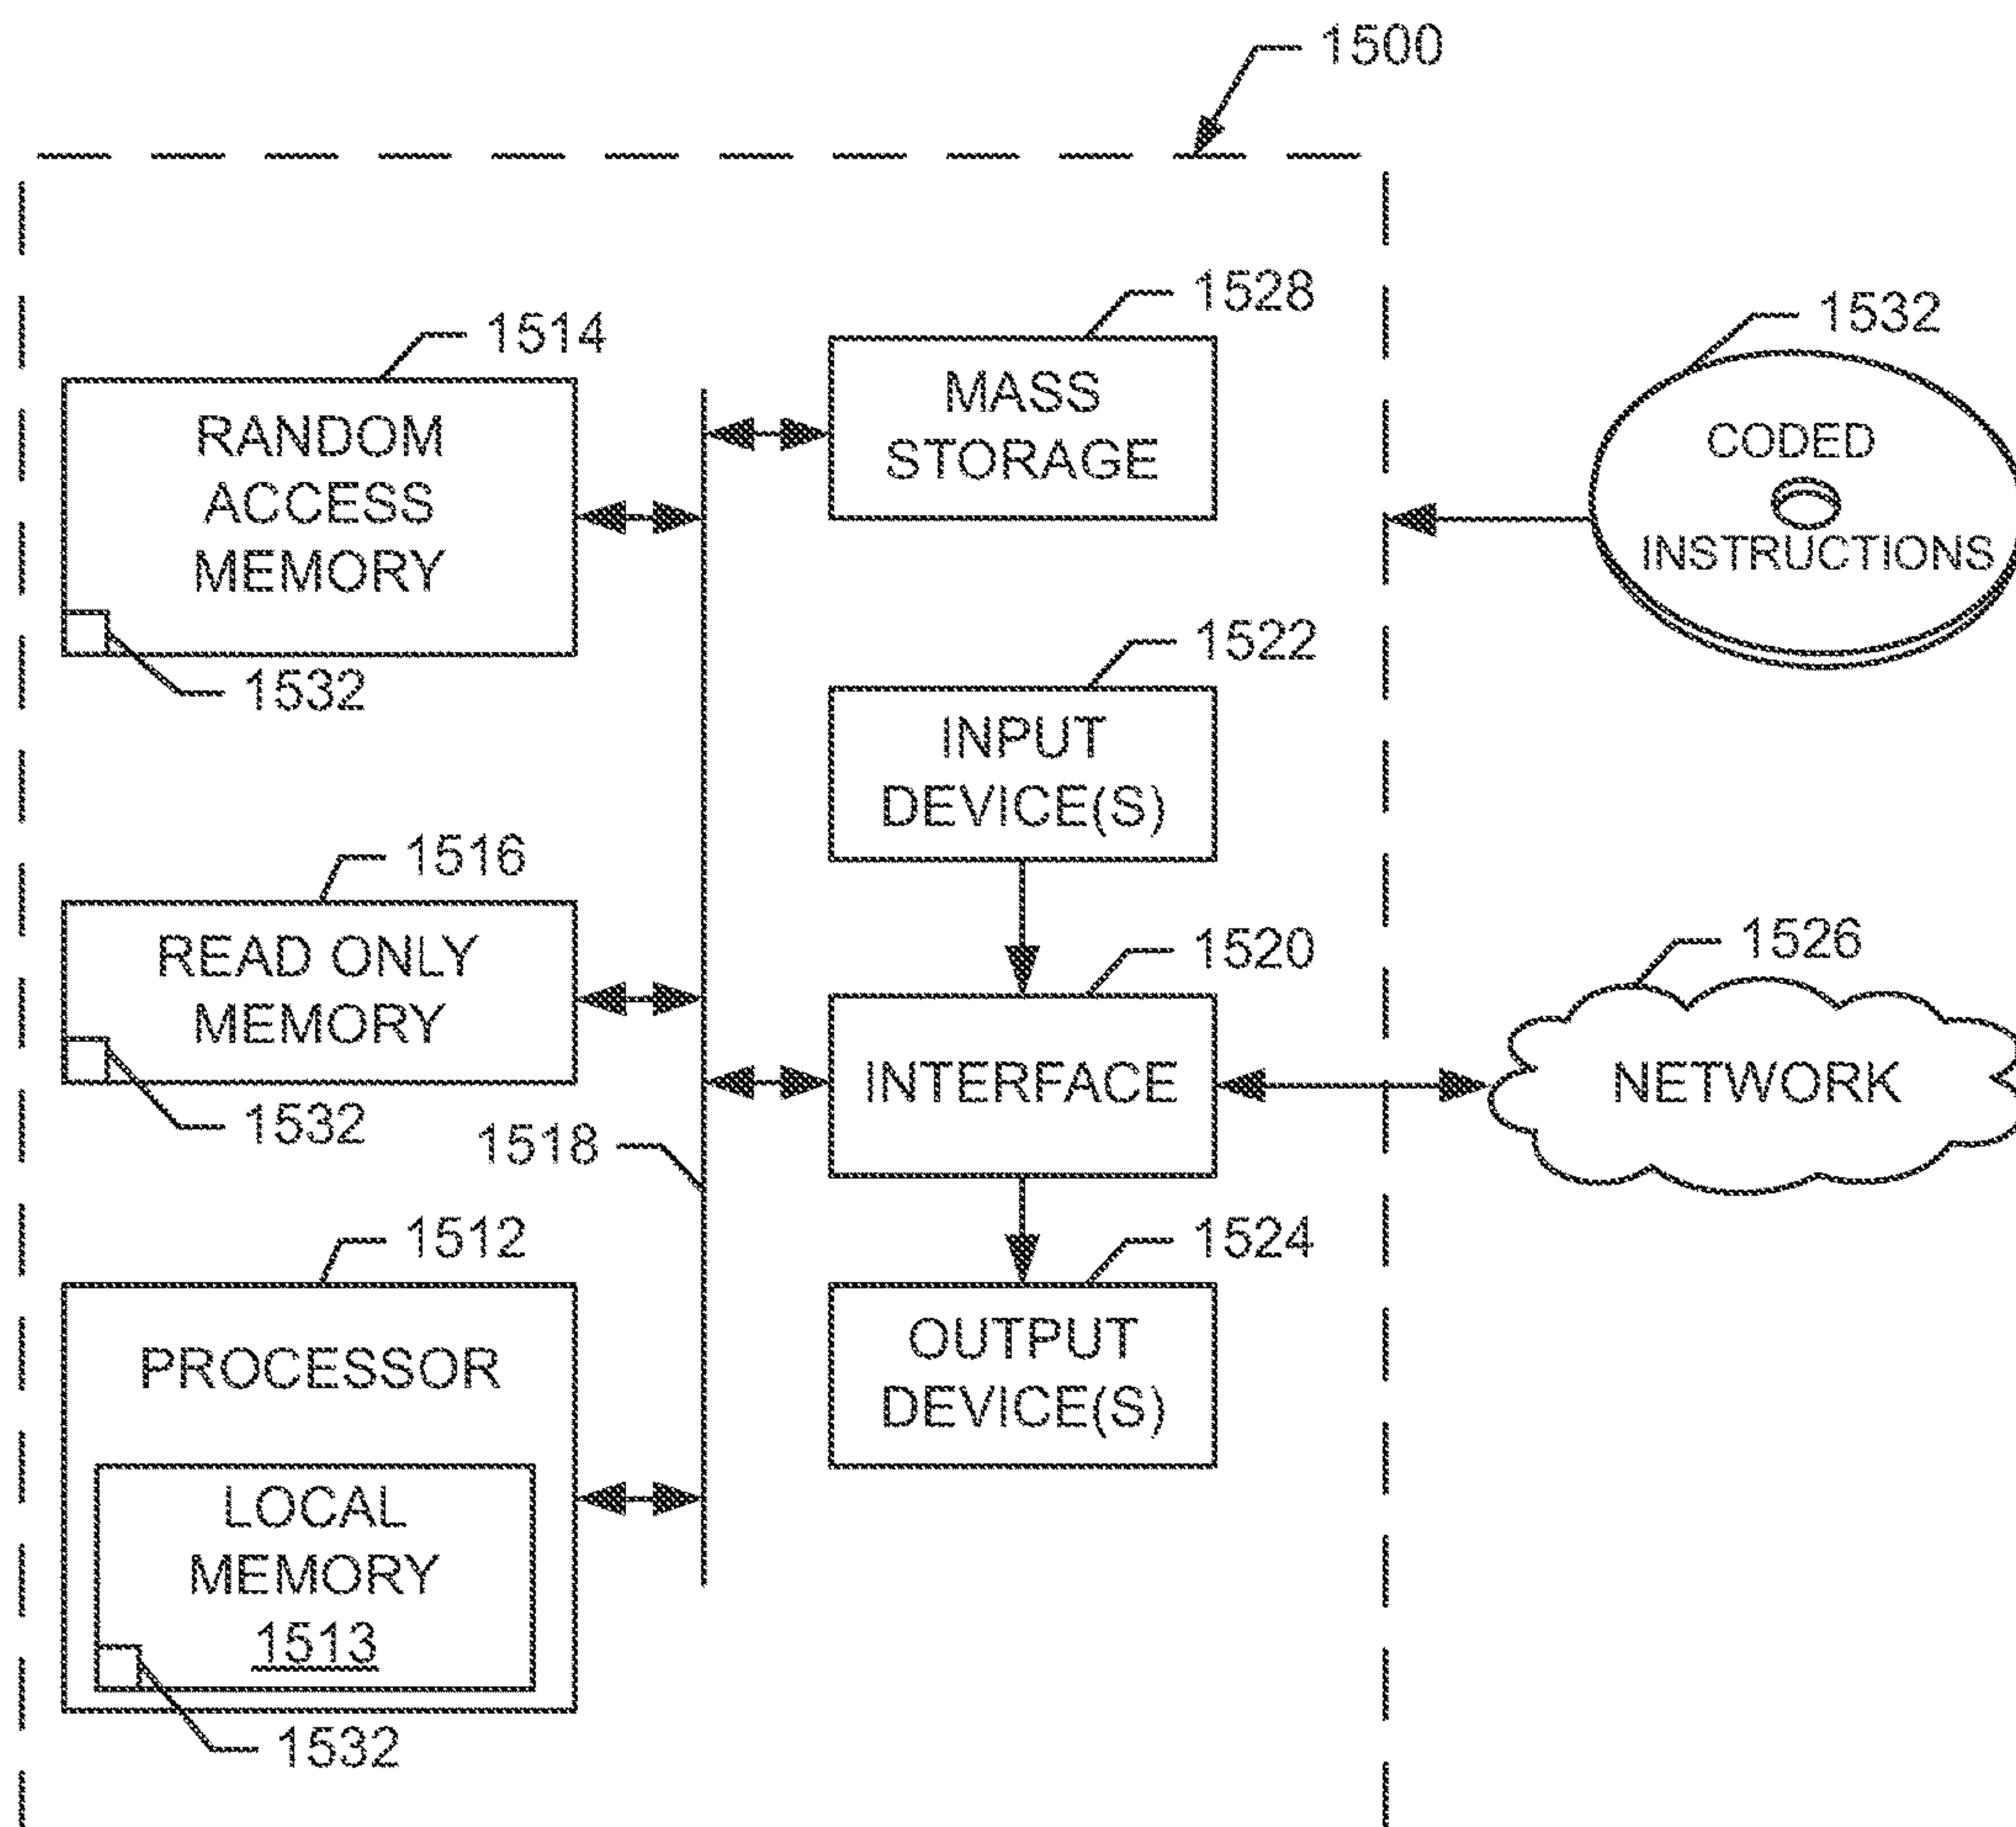 1500
1514
RANDOM
ACCESS
MEMORY
1532
1528
MASS
STORAGE
1532
CODED
INSTRUCTIONS
1522
INPUT
DEVICE(S)
1516
READ ONLY
MEMORY
1532
1518
1520
INTERFACE
1526
NETWORK
1512
PROCESSOR
LOCAL
MEMORY
1513
1532
1524
OUTPUT
DEVICE(S)